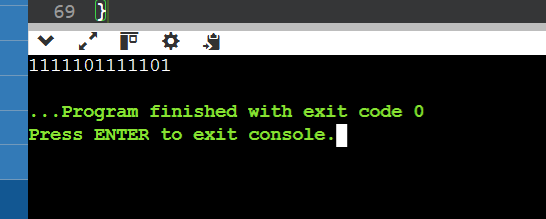 69 }
1111101111101
...Program finished with exit code 0
Press ENTER to exit console.